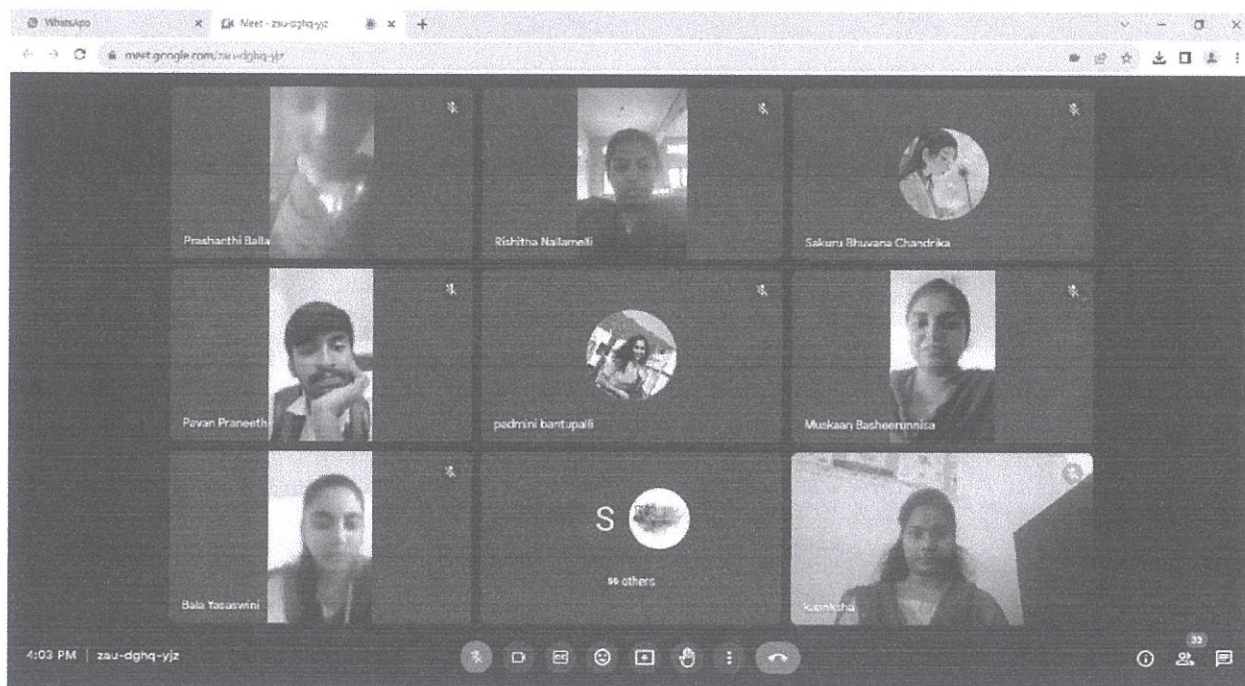 WhatsApp
Meet - zau-dghq-yjz
meet.google.com/zau-dghq-yjz
Prashanthi Balla
Rishitha Nallamelli
Sakuru Bhuvana Chandrika
Pavan Praneeth
padmini bantupalli
Muskaan Basheerunnisa
Bala Yasaswini
S
others
4:03 PM | zau-dghq-yjz